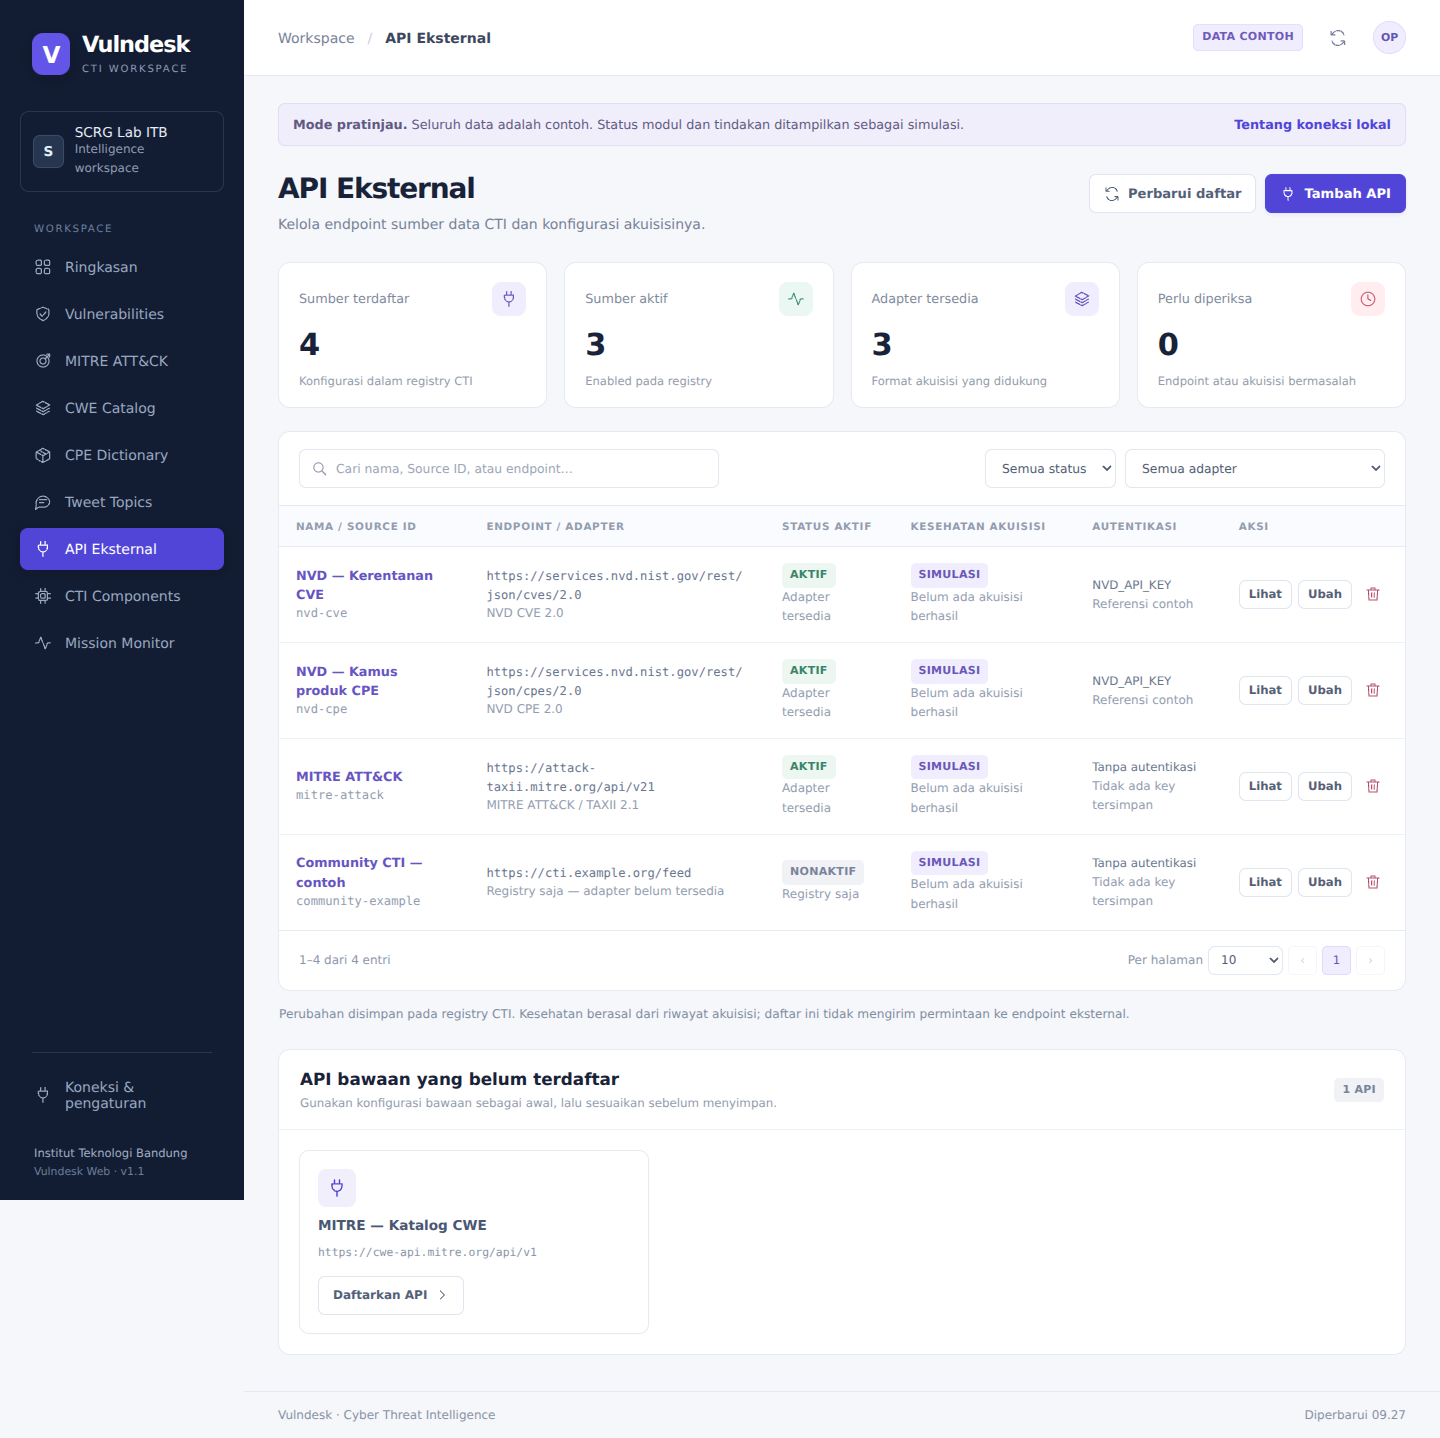 V
Vulndesk
CTI WORKSPACE
S
SCRG Lab ITB
Intelligence
workspace
WORKSPACE
Ringkasan
Vulnerabilities
MITRE ATT&CK
CWE Catalog
CPE Dictionary
Tweet Topics
API Eksternal
CTI Components
Mission Monitor
Koneksi &
pengaturan
Institut Teknologi Bandung
Vulndesk Web · v1.1
Workspace / API Eksternal
DATA CONTOH
OP
Mode pratinjau. Seluruh data adalah contoh. Status modul dan tindakan ditampilkan sebagai simulasi.
Tentang koneksi lokal
API Eksternal
Kelola endpoint sumber data CTI dan konfigurasi akuisisinya.
Perbarui daftar
Tambah API
Sumber terdaftar
4
Konfigurasi dalam registry CTI
Sumber aktif
3
Enabled pada registry
Adapter tersedia
3
Format akuisisi yang didukung
Perlu diperiksa
0
Endpoint atau akuisisi bermasalah
Cari nama, Source ID, atau endpoint...
Semua status
Semua adapter
NAMA / SOURCE ID
ENDPOINT / ADAPTER
STATUS AKTIF
KESEHATAN AKUISISI
AUTENTIKASI
AKSI
NVD — Kerentanan
CVE
nvd-cve
https://services.nvd.nist.gov/rest/
json/cves/2.0
NVD CVE 2.0
AKTIF
Adapter
tersedia
SIMULASI
Belum ada akuisisi
berhasil
NVD_API_KEY
Referensi contoh
Lihat
Ubah
NVD — Kamus
produk CPE
nvd-cpe
https://services.nvd.nist.gov/rest/
json/cpes/2.0
NVD CPE 2.0
AKTIF
Adapter
tersedia
SIMULASI
Belum ada akuisisi
berhasil
NVD_API_KEY
Referensi contoh
Lihat
Ubah
MITRE ATT&CK
mitre-attack
https://attack-
taxii.mitre.org/api/v21
MITRE ATT&CK / TAXII 2.1
AKTIF
Adapter
tersedia
SIMULASI
Belum ada akuisisi
berhasil
Tanpa autentikasi
Tidak ada key
tersimpan
Lihat
Ubah
Community CTI —
contoh
community-example
https://cti.example.org/feed
Registry saja — adapter belum tersedia
NONAKTIF
Registry saja
SIMULASI
Belum ada akuisisi
berhasil
Tanpa autentikasi
Tidak ada key
tersimpan
Lihat
Ubah
1–4 dari 4 entri
Per halaman
10
‹
1
›
Perubahan disimpan pada registry CTI. Kesehatan berasal dari riwayat akuisisi; daftar ini tidak mengirim permintaan ke endpoint eksternal.
API bawaan yang belum terdaftar
Gunakan konfigurasi bawaan sebagai awal, lalu sesuaikan sebelum menyimpan.
1 API
MITRE — Katalog CWE
https://cwe-api.mitre.org/api/v1
Daftarkan API
Vulndesk · Cyber Threat Intelligence
Diperbarui 09.27